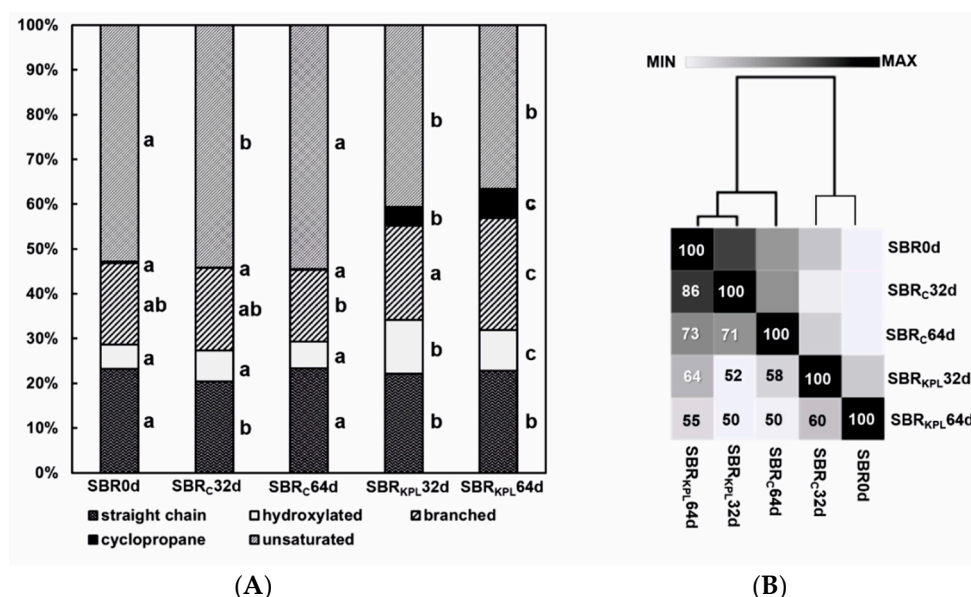 100%
90%
80%
70%
60%
50%
40%
30%
20%
10%
0%
a
a
ab
a
a
b
a
ab
a
b
a
a
b
a
a
b
b
a
b
b
b
c
c
c
b
SBR0d
SBRC32d
SBRC64d
SBRKPL32d
SBRKPL64d
straight chain
hydroxylated
branched
cyclopropane
unsaturated
(A)
MIN
MAX
100
SBR0d
86 100
SBRC32d
73 71 100
SBRC64d
64 52 58 100
SBRKPL32d
55 50 50 60 100
SBRKPL64d
SBRKPL64d
SBRKPL32d
SBRC64d
SBRC32d
SBR0d
(B)